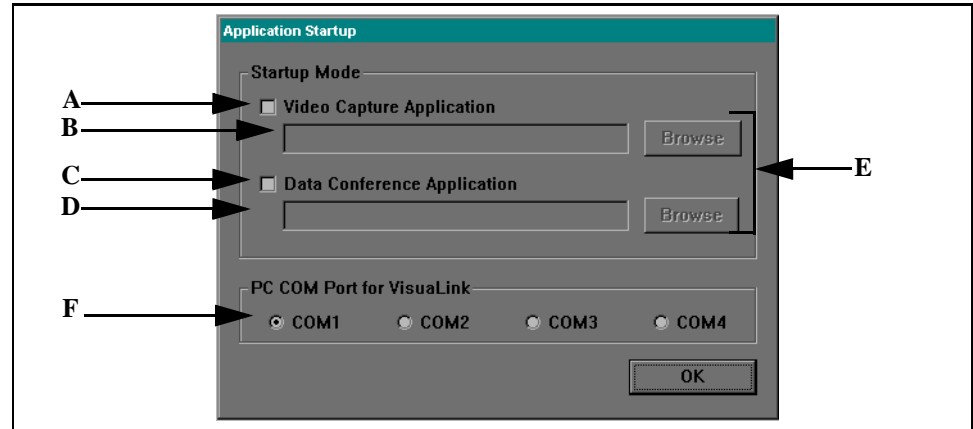 Application Startup
Startup Mode
A
Video Capture Application
B
Browse
E
C
Data Conference Application
D
Browse
PC COM Port for VisuaLink
F
COM1 COM2 COM3 COM4
OK